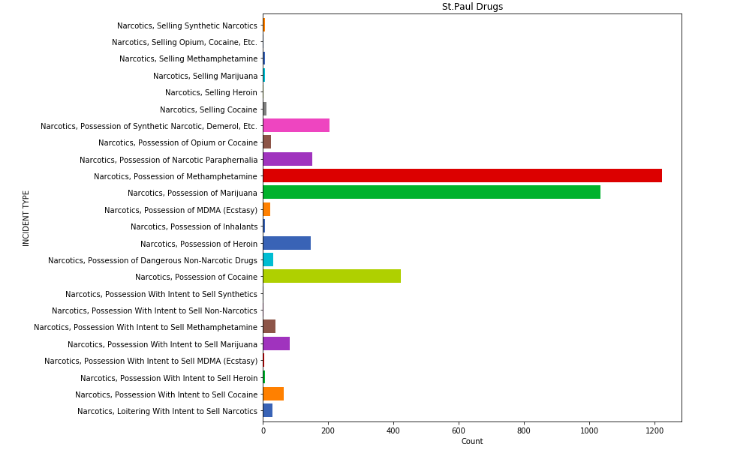 St.Paul Drugs
Narcotics, Selling Synthetic Narcotics
Narcotics, Selling Opium, Cocaine, Etc.
Narcotics, Selling Methamphetamine
Narcotics, Selling Marijuana
Narcotics, Selling Heroin
Narcotics, Selling Cocaine
Narcotics, Possession of Synthetic Narcotic, Demerol, Etc.
Narcotics, Possession of Opium or Cocaine
Narcotics, Possession of Narcotic Paraphernalia
Narcotics, Possession of Methamphetamine
Narcotics, Possession of Marijuana
Narcotics, Possession of MDMA (Ecstasy)
Narcotics, Possession of Inhalants
Narcotics, Possession of Heroin
Narcotics, Possession of Dangerous Non-Narcotic Drugs
Narcotics, Possession of Cocaine
Narcotics, Possession With Intent to Sell Synthetics
Narcotics, Possession With Intent to Sell Non-Narcotics
Narcotics, Possession With Intent to Sell Methamphetamine
Narcotics, Possession With Intent to Sell Marijuana
Narcotics, Possession With Intent to Sell MDMA (Ecstasy)
Narcotics, Possession With Intent to Sell Heroin
Narcotics, Possession With Intent to Sell Cocaine
Narcotics, Loitering With Intent to Sell Narcotics
INCIDENT TYPE
0 200 400 600 800 1000 1200
Count